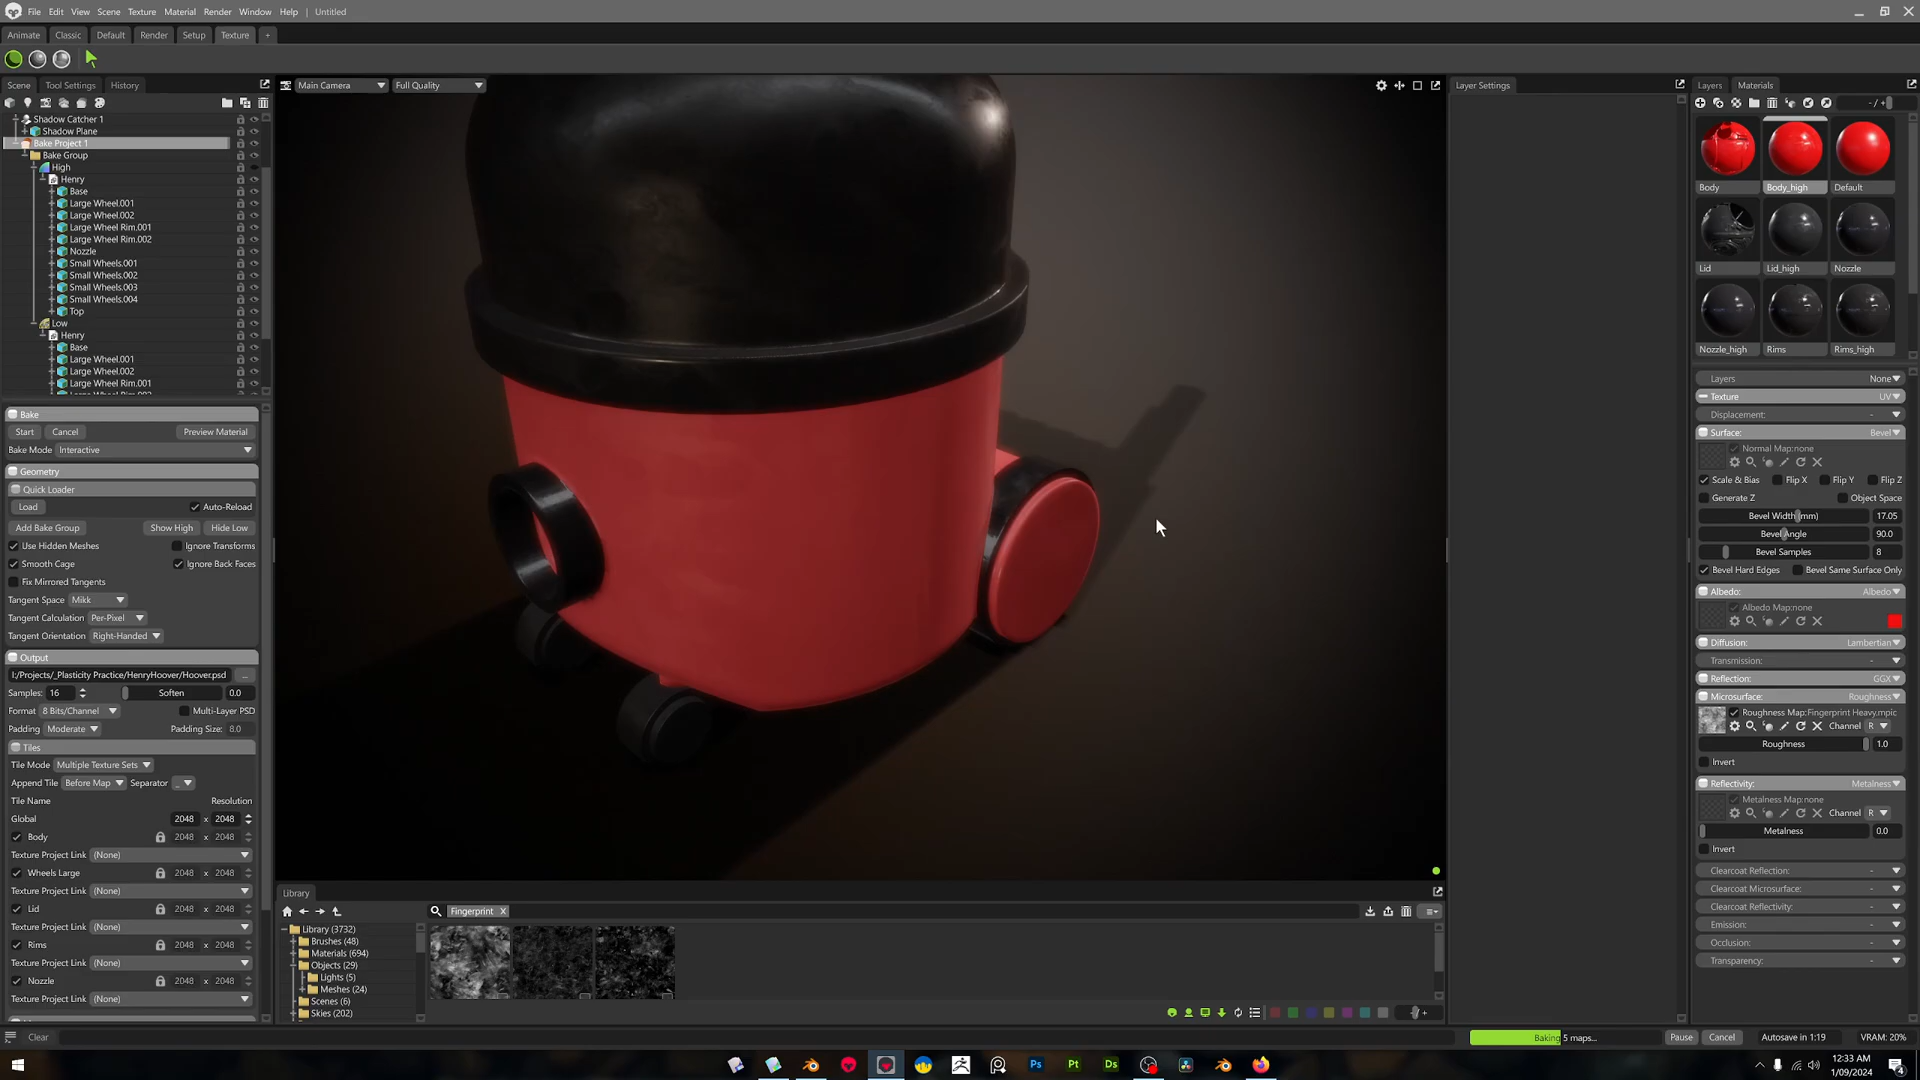 File Edit View Scene Texture Material Render Window Help Untitled
Animate Classic Default Render Setup Texture +
Scene Tool Settings History
Main Camera Full Quality
Layer Settings
Layers Materials
Shadow Catcher 1
Shadow Plane
Bake Project 1
Bake Group
High
Henry
Base
Large Wheel.001
Large Wheel.002
Large Wheel Rim.001
Large Wheel Rim.002
Nozzle
Small Wheels.001
Small Wheels.002
Small Wheels.003
Small Wheels.004
Top
Low
Henry
Base
Large Wheel.001
Large Wheel.002
Large Wheel Rim.001
Bake
Start Cancel Preview Material
Bake Mode Interactive
Geometry
Quick Loader
Load Auto-Reload
Add Bake Group Show High Hide Low
Use Hidden Meshes Ignore Transforms
Smooth Cage Ignore Back Faces
Fix Mirrored Tangents
Tangent Space Mikk
Tangent Calculation Per-Pixel
Tangent Orientation Right-Handed
Output
I:/Projects/_Plasticity Practice/HenryHoover/Hoover.psd ...
Samples: 16 Soften 0.0
Format 8 Bits/Channel Multi-Layer PSD
Padding Moderate Padding Size: 8.0
Tiles
Tile Mode Multiple Texture Sets
Append Tile Before Map Separator _
Tile Name Resolution
Global 2048 x 2048
Body 2048 x 2048
Texture Project Link (None)
Wheels Large 2048 x 2048
Texture Project Link (None)
Lid 2048 x 2048
Texture Project Link (None)
Rims 2048 x 2048
Texture Project Link (None)
Nozzle 2048 x 2048
Texture Project Link (None)
Clear
Library
Fingerprint X
Library (3732)
Brushes (48)
Materials (694)
Objects (29)
Lights (5)
Meshes (24)
Scenes (6)
Skies (202)
Body Body_high Default
Lid Lid_high Nozzle
Nozzle_high Rims Rims_high
Layers None
Texture UV
Displacement: -
Surface: Bevel
Normal Map:none
Scale & Bias Flip X Flip Y Flip Z
Generate Z Object Space
Bevel Width (mm) 17.05
Bevel Angle 90.0
Bevel Samples 8
Bevel Hard Edges Bevel Same Surface Only
Albedo: Albedo
Albedo Map:none
Diffusion: Lambertian
Transmission: -
Reflection: GGX
Microsurface: Roughness
Roughness Map:Fingerprint Heavy.mpic
Channel R
Roughness 1.0
Invert
Reflectivity: Metalness
Metalness Map:none
Channel R
Metalness 0.0
Invert
Clearcoat Reflection: -
Clearcoat Microsurface: -
Clearcoat Reflectivity: -
Emission: -
Occlusion: -
Transparency: -
Baking 5 maps... Pause Cancel Autosave in 1:19 VRAM: 20%
Ps Pt Ds
12:33 AM
1/09/2024